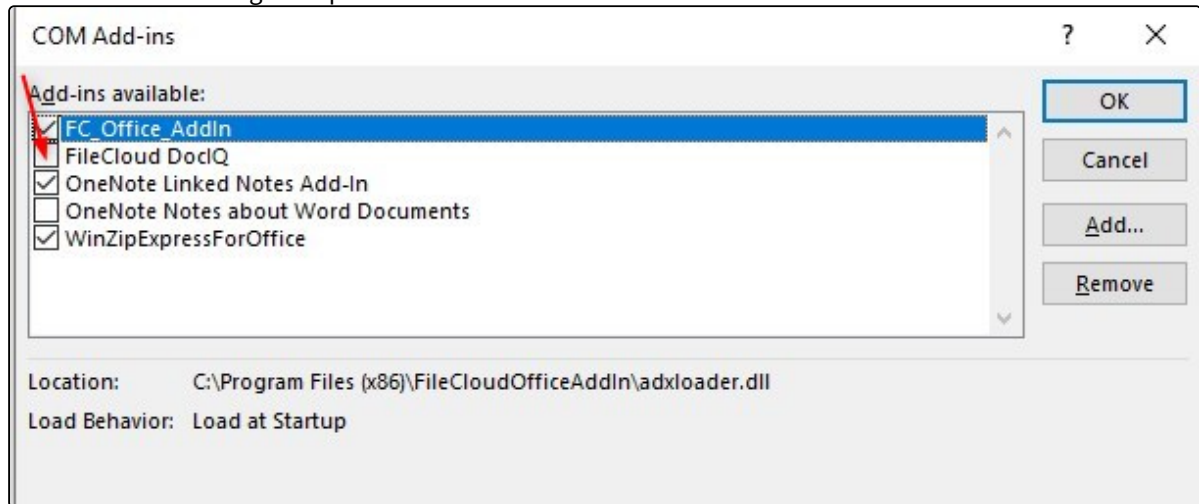 COM Add-ins ? ×
Add-ins available:
FC_Office_AddIn
FileCloud DocIQ
OneNote Linked Notes Add-In
OneNote Notes about Word Documents
WinZipExpressForOffice
OK
Cancel
Add...
Remove
Location: C:\Program Files (x86)\FileCloudOfficeAddIn\adxloader.dll
Load Behavior: Load at Startup